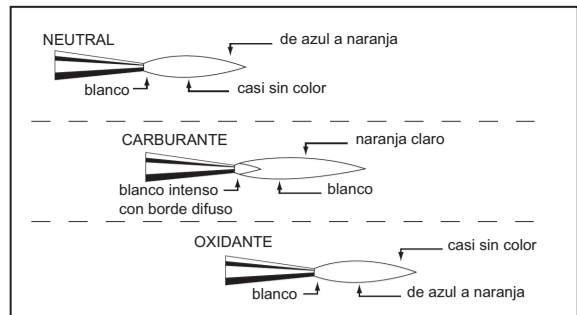 NEUTRAL
de azul a naranja
blanco
casi sin color
CARBURANTE
naranja claro
blanco intenso
con borde difuso
blanco
OXIDANTE
casi sin color
blanco
de azul a naranja